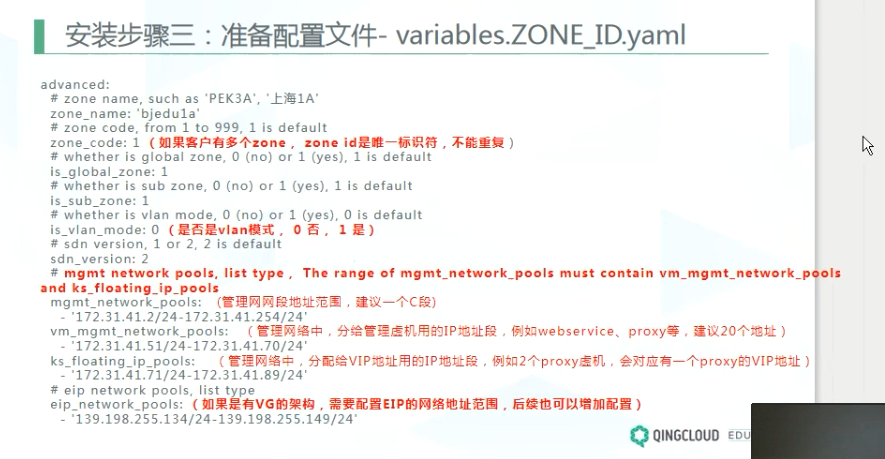 安装步骤三：准备配置文件- variables.ZONE_ID.yaml
advanced:
# zone name, such as 'PEK3A', '上海1A'
zone_name: 'bjedu1a'
# zone code, from 1 to 999, 1 is default
zone_code: 1（如果客户有多个zone， zone id是唯一标识符，不能重复）
# whether is global zone, 0 (no) or 1 (yes), 1 is default
is_global_zone: 1
# whether is sub zone, 0 (no) or 1 (yes), 1 is default
is_sub_zone: 1
# whether is vlan mode, 0 (no) or 1 (yes), 0 is default
is_vlan_mode: 0（是否是vlan模式， 0 否， 1 是）
# sdn version, 1 or 2, 2 is default
sdn_version: 2
# mgmt network pools, list type， The range of mgmt_network_pools must contain vm_mgmt_network_pools
and ks_floating_ip_pools
mgmt_network_pools: （管理网网段地址范围，建议一个C段)
- '172.31.41.2/24-172.31.41.254/24'
vm_mgmt_network_pools: （管理网络中，分给管理虚机用的IP地址段，例如webservice、proxy等，建议20个地址）
- '172.31.41.51/24-172.31.41.70/24'
ks_floating_ip_pools: （管理网络中，分配给VIP地址用的IP地址段，例如2个proxy虚机，会对应有一个proxy的VIP地址）
- '172.31.41.71/24-172.31.41.89/24'
# eip network pools, list type
eip_network_pools:（如果是有VG的架构，需要配置EIP的网络地址范围，后续也可以增加配置）
- '139.198.255.134/24-139.198.255.149/24'
QINGCLOUD EDU